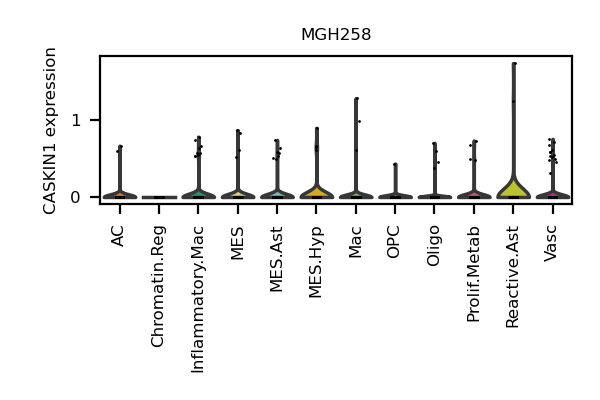 MGH258
CASKIN1 expression
1
0
AC
Chromatin.Reg
Inflammatory.Mac
MES
MES.Ast
MES.Hyp
Mac
OPC
Oligo
Prolif.Metab
Reactive.Ast
Vasc